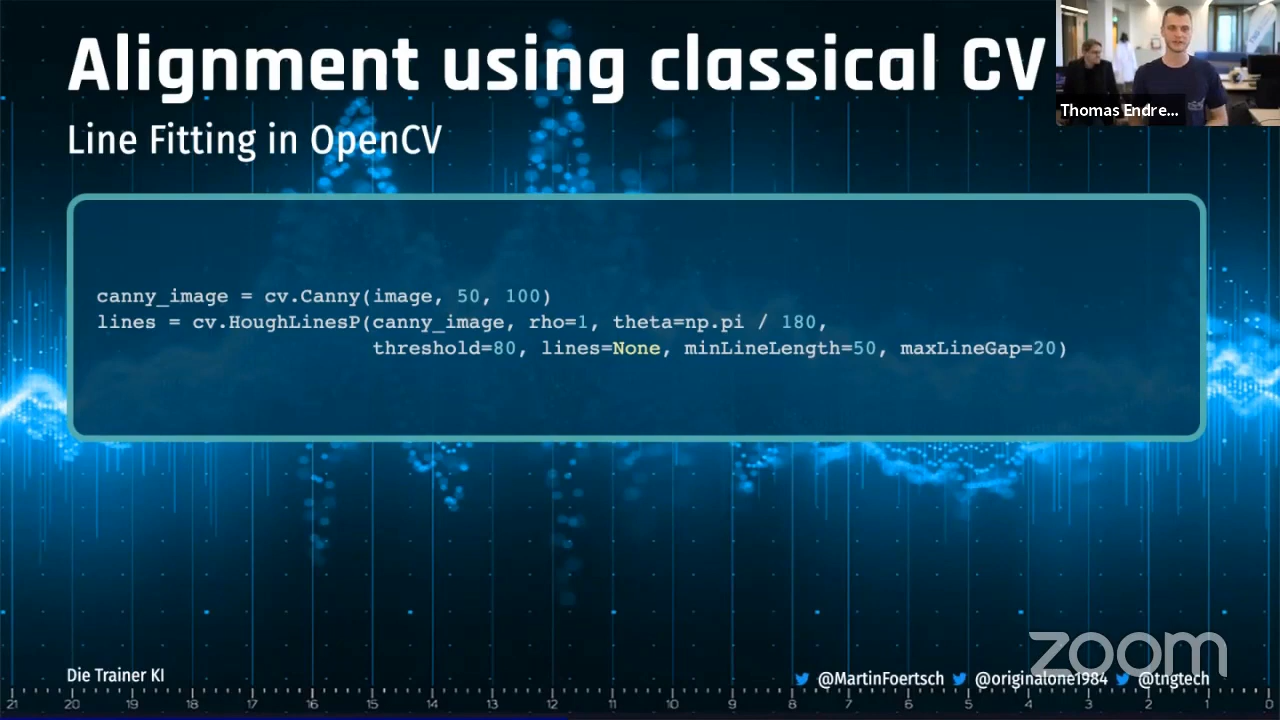 Alignment using classical CV
Line Fitting in OpenCV
Thomas Endre...
canny_image = cv.Canny(image, 50, 100)
lines = cv.HoughLinesP(canny_image, rho=1, theta=np.pi / 180,
threshold=80, lines=None, minLineLength=50, maxLineGap=20)
zoom
Die Trainer KI
@MartinFoertsch @originalone1984 @tngtech
21 20 19 18 17 16 15 14 13 12 11 10 9 8 7 6 5 4 3 2 1 0